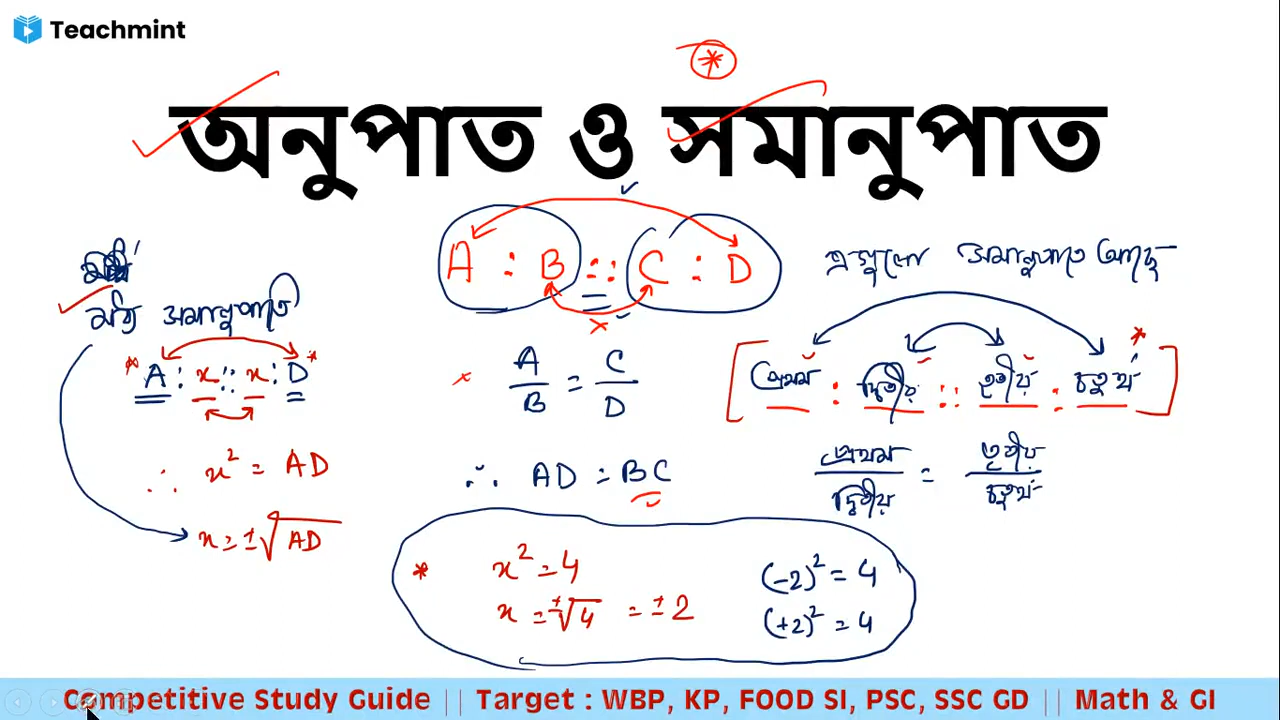 Teachmint
*
অনুপাত ও সমানুপাত
A : B :: C : D
এগুলো সমানুপাতে আছে
মধ্য সমানুপাতি
* A : x :: x : D *
A/B = C/D
প্রথম : দ্বিতীয় :: তৃতীয় : চতুর্থ *
∴ x² = AD
∴ AD = BC
প্রথম/দ্বিতীয় = তৃতীয়/চতুর্থ
x = ±√AD
* x² = 4
(-2)² = 4
x = ±√4 = ±2
(+2)² = 4
Competitive Study Guide || Target : WBP, KP, FOOD SI, PSC, SSC GD || Math & GI